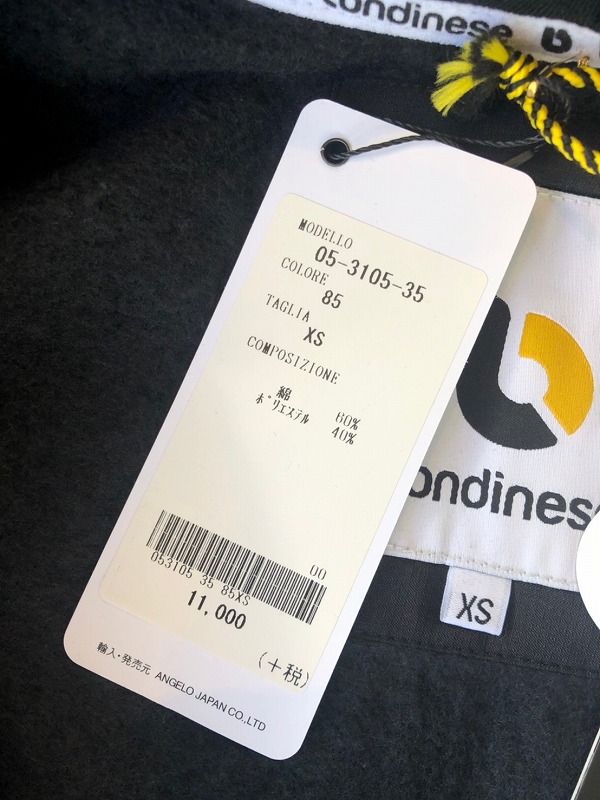 ondinese
MODELLO
05-3105-35
COLORE
85
TAGLIA
XS
COMPOSIZIONE
綿 60%
ポリエステル 40%
00
053105 35 85XS
11,000
(+税)
輸入・発売元 ANGELO JAPAN CO.,LTD
ondines
XS